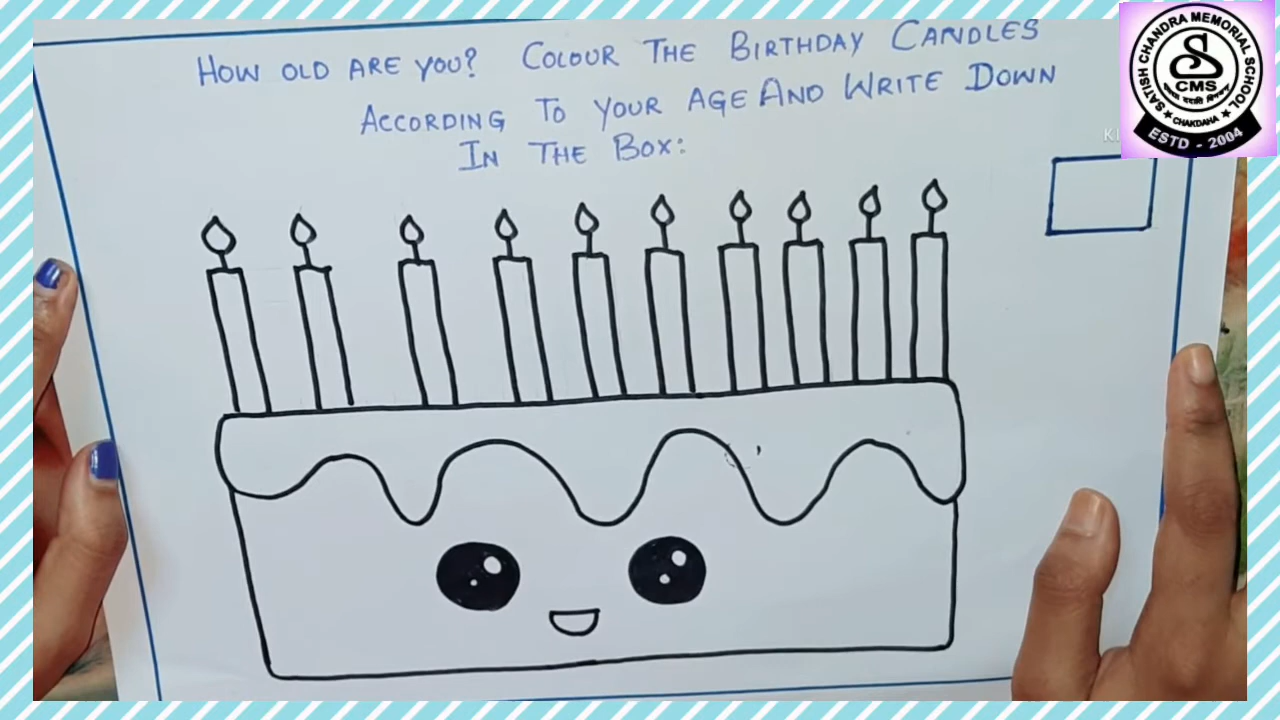 HOW OLD ARE YOU? COLOUR THE BIRTHDAY CANDLES
ACCORDING TO YOUR AGE AND WRITE DOWN
IN THE BOX:
SATISH CHANDRA MEMORIAL SCHOOL
S
CMS
★ CHAKDAHA ★
ESTD - 2004